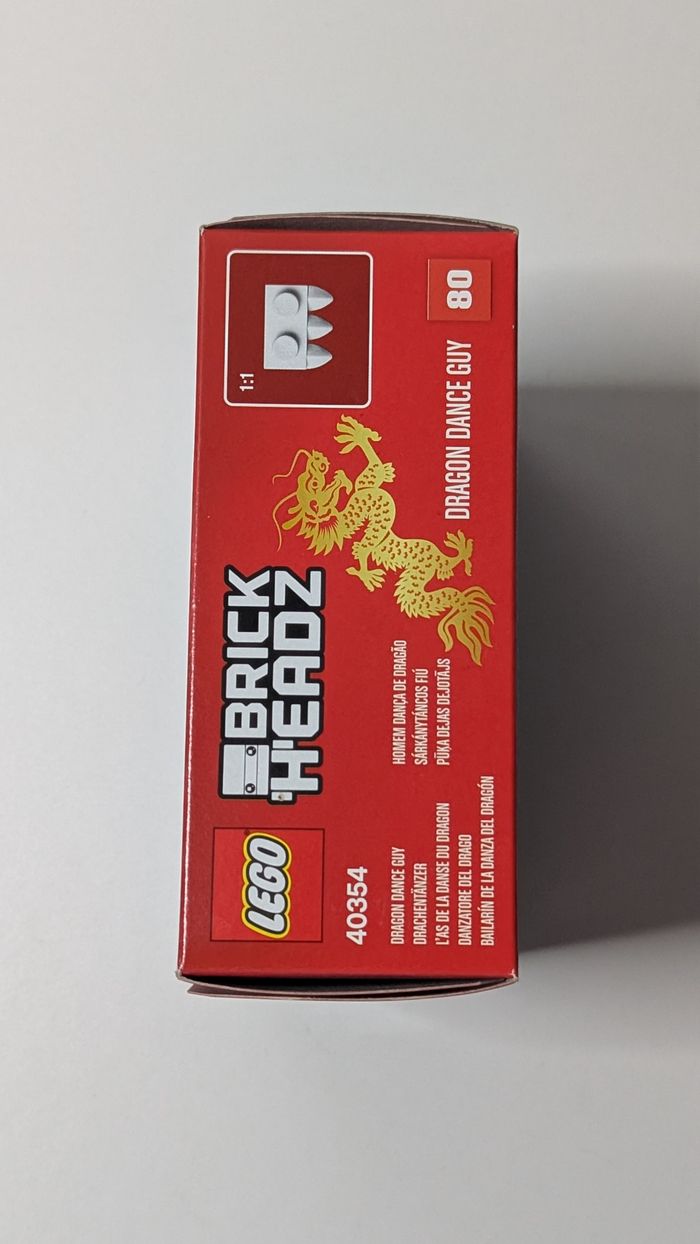 LEGO
BRICK
HEADZ
1:1
40354
DRAGON DANCE GUY
DRACHENTÄNZER
L'AS DE LA DANSE DU DRAGON
DANZATORE DEL DRAGO
BAILARÍN DE LA DANZA DEL DRAGÓN
HOMEM DANÇA DE DRAGÃO
SÁRKÁNYTÁNCOS FIÚ
PŪĶA DEJAS DEJOTĀJS
DRAGON DANCE GUY
80